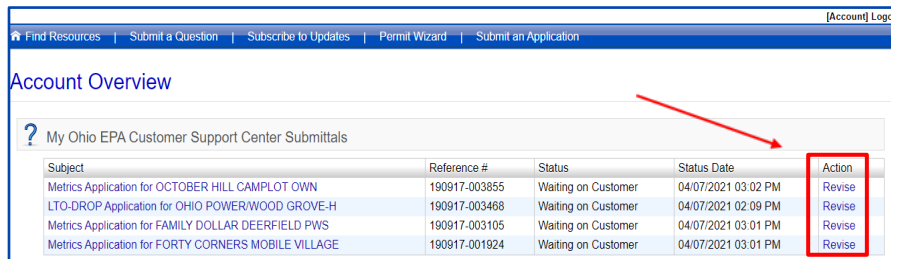 [Account] Logo
Find Resources | Submit a Question | Subscribe to Updates | Permit Wizard | Submit an Application
Account Overview
? My Ohio EPA Customer Support Center Submittals
Subject Reference # Status Status Date Action
Metrics Application for OCTOBER HILL CAMPLOT OWN 190917-003855 Waiting on Customer 04/07/2021 03:02 PM Revise
LTO-DROP Application for OHIO POWER/WOOD GROVE-H 190917-003468 Waiting on Customer 04/07/2021 02:09 PM Revise
Metrics Application for FAMILY DOLLAR DEERFIELD PWS 190917-003105 Waiting on Customer 04/07/2021 03:01 PM Revise
Metrics Application for FORTY CORNERS MOBILE VILLAGE 190917-001924 Waiting on Customer 04/07/2021 03:01 PM Revise